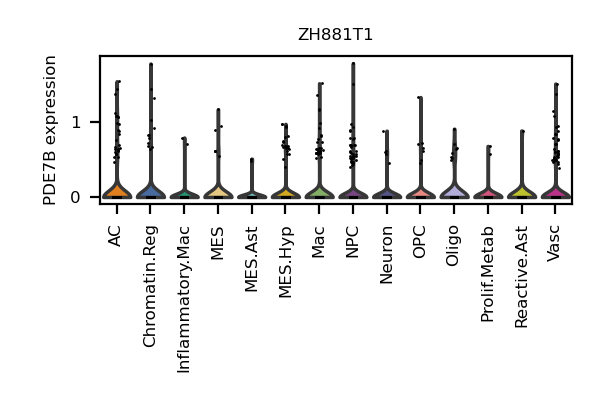 ZH881T1
PDE7B expression
1
0
AC
Chromatin.Reg
Inflammatory.Mac
MES
MES.Ast
MES.Hyp
Mac
NPC
Neuron
OPC
Oligo
Prolif.Metab
Reactive.Ast
Vasc